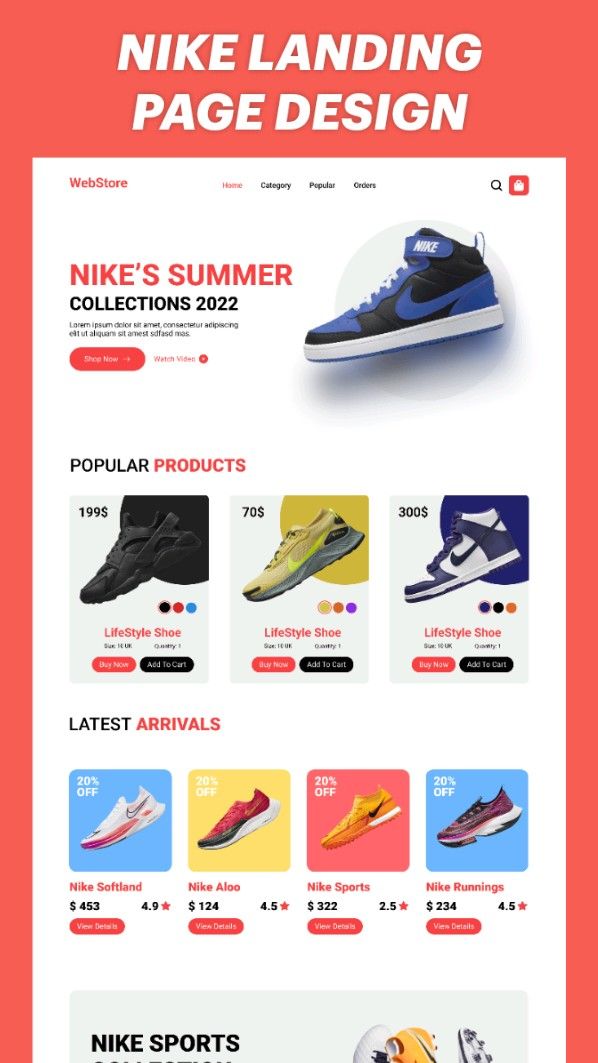 NIKE LANDING
PAGE DESIGN
WebStore
Home Category Popular Orders
NIKE
NIKE'S SUMMER
COLLECTIONS 2022
Lorem ipsum dolor sit amet, consectetur adipiscing
elit ut aliquam sit amest sdfasd mas.
Shop Now → Watch Video
POPULAR PRODUCTS
199$ 70$ 300$
LifeStyle Shoe LifeStyle Shoe LifeStyle Shoe
Size: 10 UK Quantity: 1 Size: 10 UK Quantity: 1 Size: 10 UK Quantity: 1
Buy Now Add To Cart Buy Now Add To Cart Buy Now Add To Cart
LATEST ARRIVALS
20% 20% 20% 20%
OFF OFF OFF OFF
Nike Softland Nike Aloo Nike Sports Nike Runnings
$ 453 4.9 ★ $ 124 4.5 ★ $ 322 2.5 ★ $ 234 4.5 ★
View Details View Details View Details View Details
NIKE SPORTS
COLLECTION